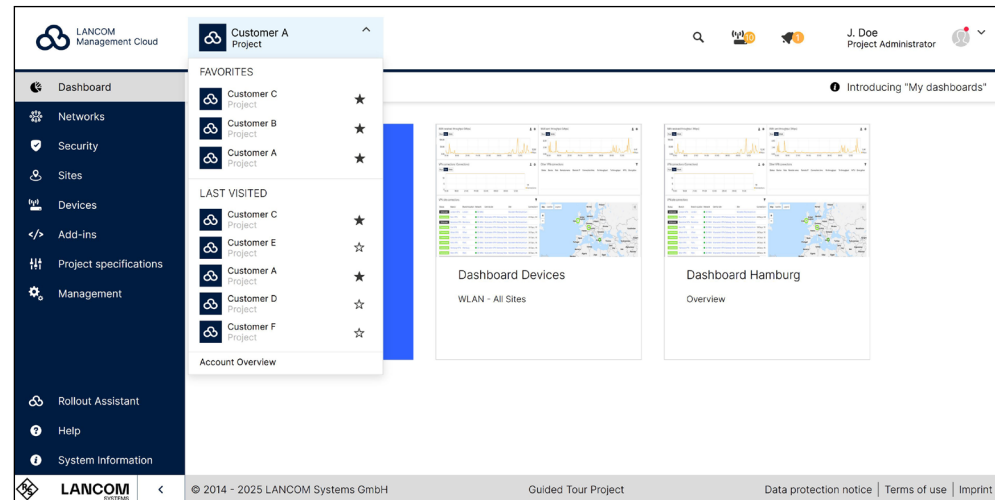 LANCOM
Management Cloud
Customer A
Project
10
1
J. Doe
Project Administrator
Dashboard
Networks
Security
Sites
Devices
Add-ins
Project specifications
Management
Rollout Assistant
Help
System Information
FAVORITES
Customer C
Project
Customer B
Project
Customer A
Project
LAST VISITED
Customer C
Project
Customer E
Project
Customer A
Project
Customer D
Project
Customer F
Project
Account Overview
Introducing "My dashboards"
Dashboard Devices
WLAN - All Sites
Dashboard Hamburg
Overview
R&S
LANCOM
SYSTEMS
© 2014 - 2025 LANCOM Systems GmbH
Guided Tour Project
Data protection notice | Terms of use | Imprint